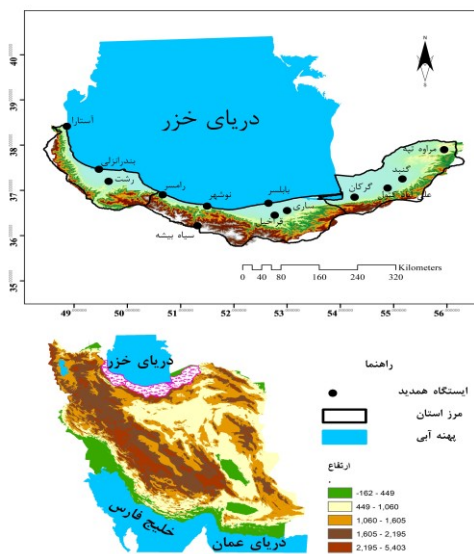 40
39
38
37
36
35
دریای خزر
آستارا
بندرانزلی
رشت
رامسر
نوشهر
سیاه بیشه
بابلسر
قراخیل
ساری
گرگان
گنبد
مراوه تپه
Kilometers
0 40 80 160 240 320
49 50 51 52 53 54 55 56
دریای خزر
خلیج فارس
دریای عمان
راهنما
ایستگاه همدید
مرز استان
پهنه آبی
ارتفاع
-162 - 449
449 - 1,060
1,060 - 1,605
1,605 - 2,195
2,195 - 5,403